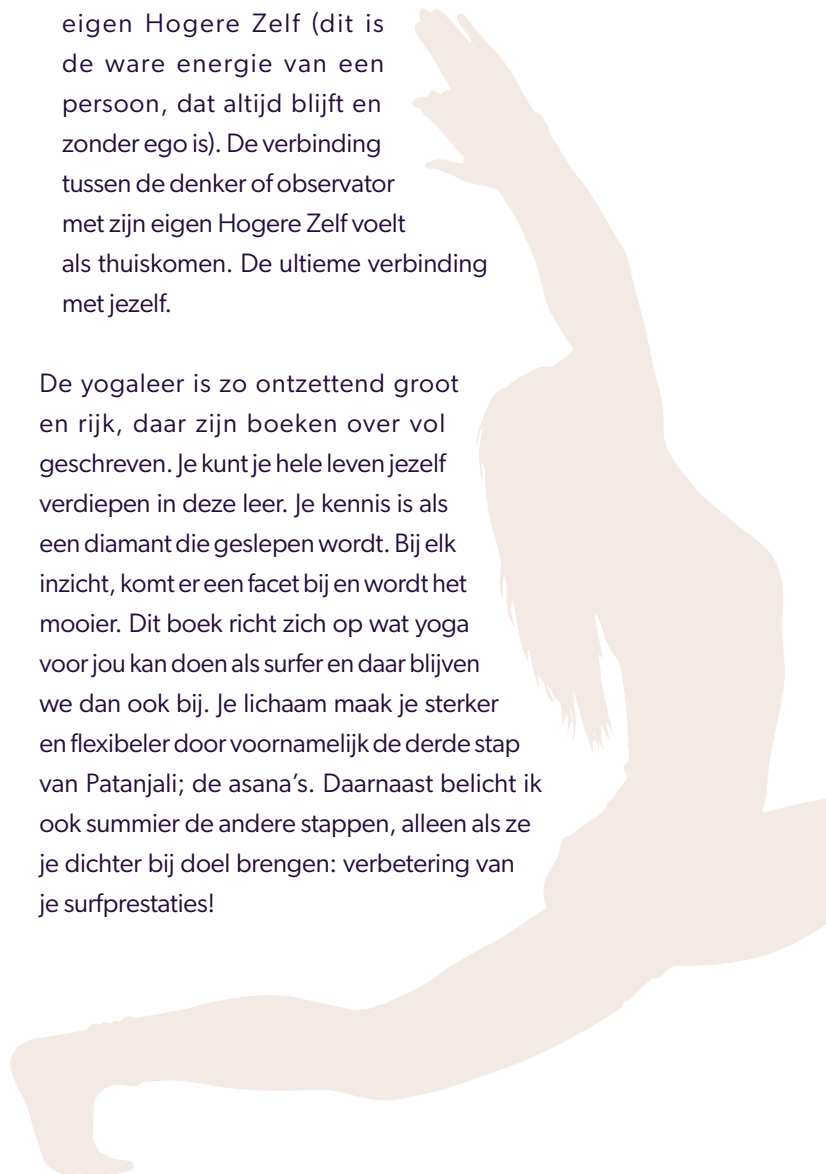 eigen Hogere Zelf (dit is
de ware energie van een
persoon, dat altijd blijft en
zonder ego is). De verbinding
tussen de denker of observator
met zijn eigen Hogere Zelf voelt
als thuiskomen. De ultieme verbinding
met jezelf.
De yogaleer is zo ontzettend groot
en rijk, daar zijn boeken over vol
geschreven. Je kunt je hele leven jezelf
verdiepen in deze leer. Je kennis is als
een diamant die geslepen wordt. Bij elk
inzicht, komt er een facet bij en wordt het
mooier. Dit boek richt zich op wat yoga
voor jou kan doen als surfer en daar blijven
we dan ook bij. Je lichaam maak je sterker
en flexibeler door voornamelijk de derde stap
van Patanjali; de asana’s. Daarnaast belicht ik
ook summier de andere stappen, alleen als ze
je dichter bij doel brengen: verbetering van
je surfprestaties!